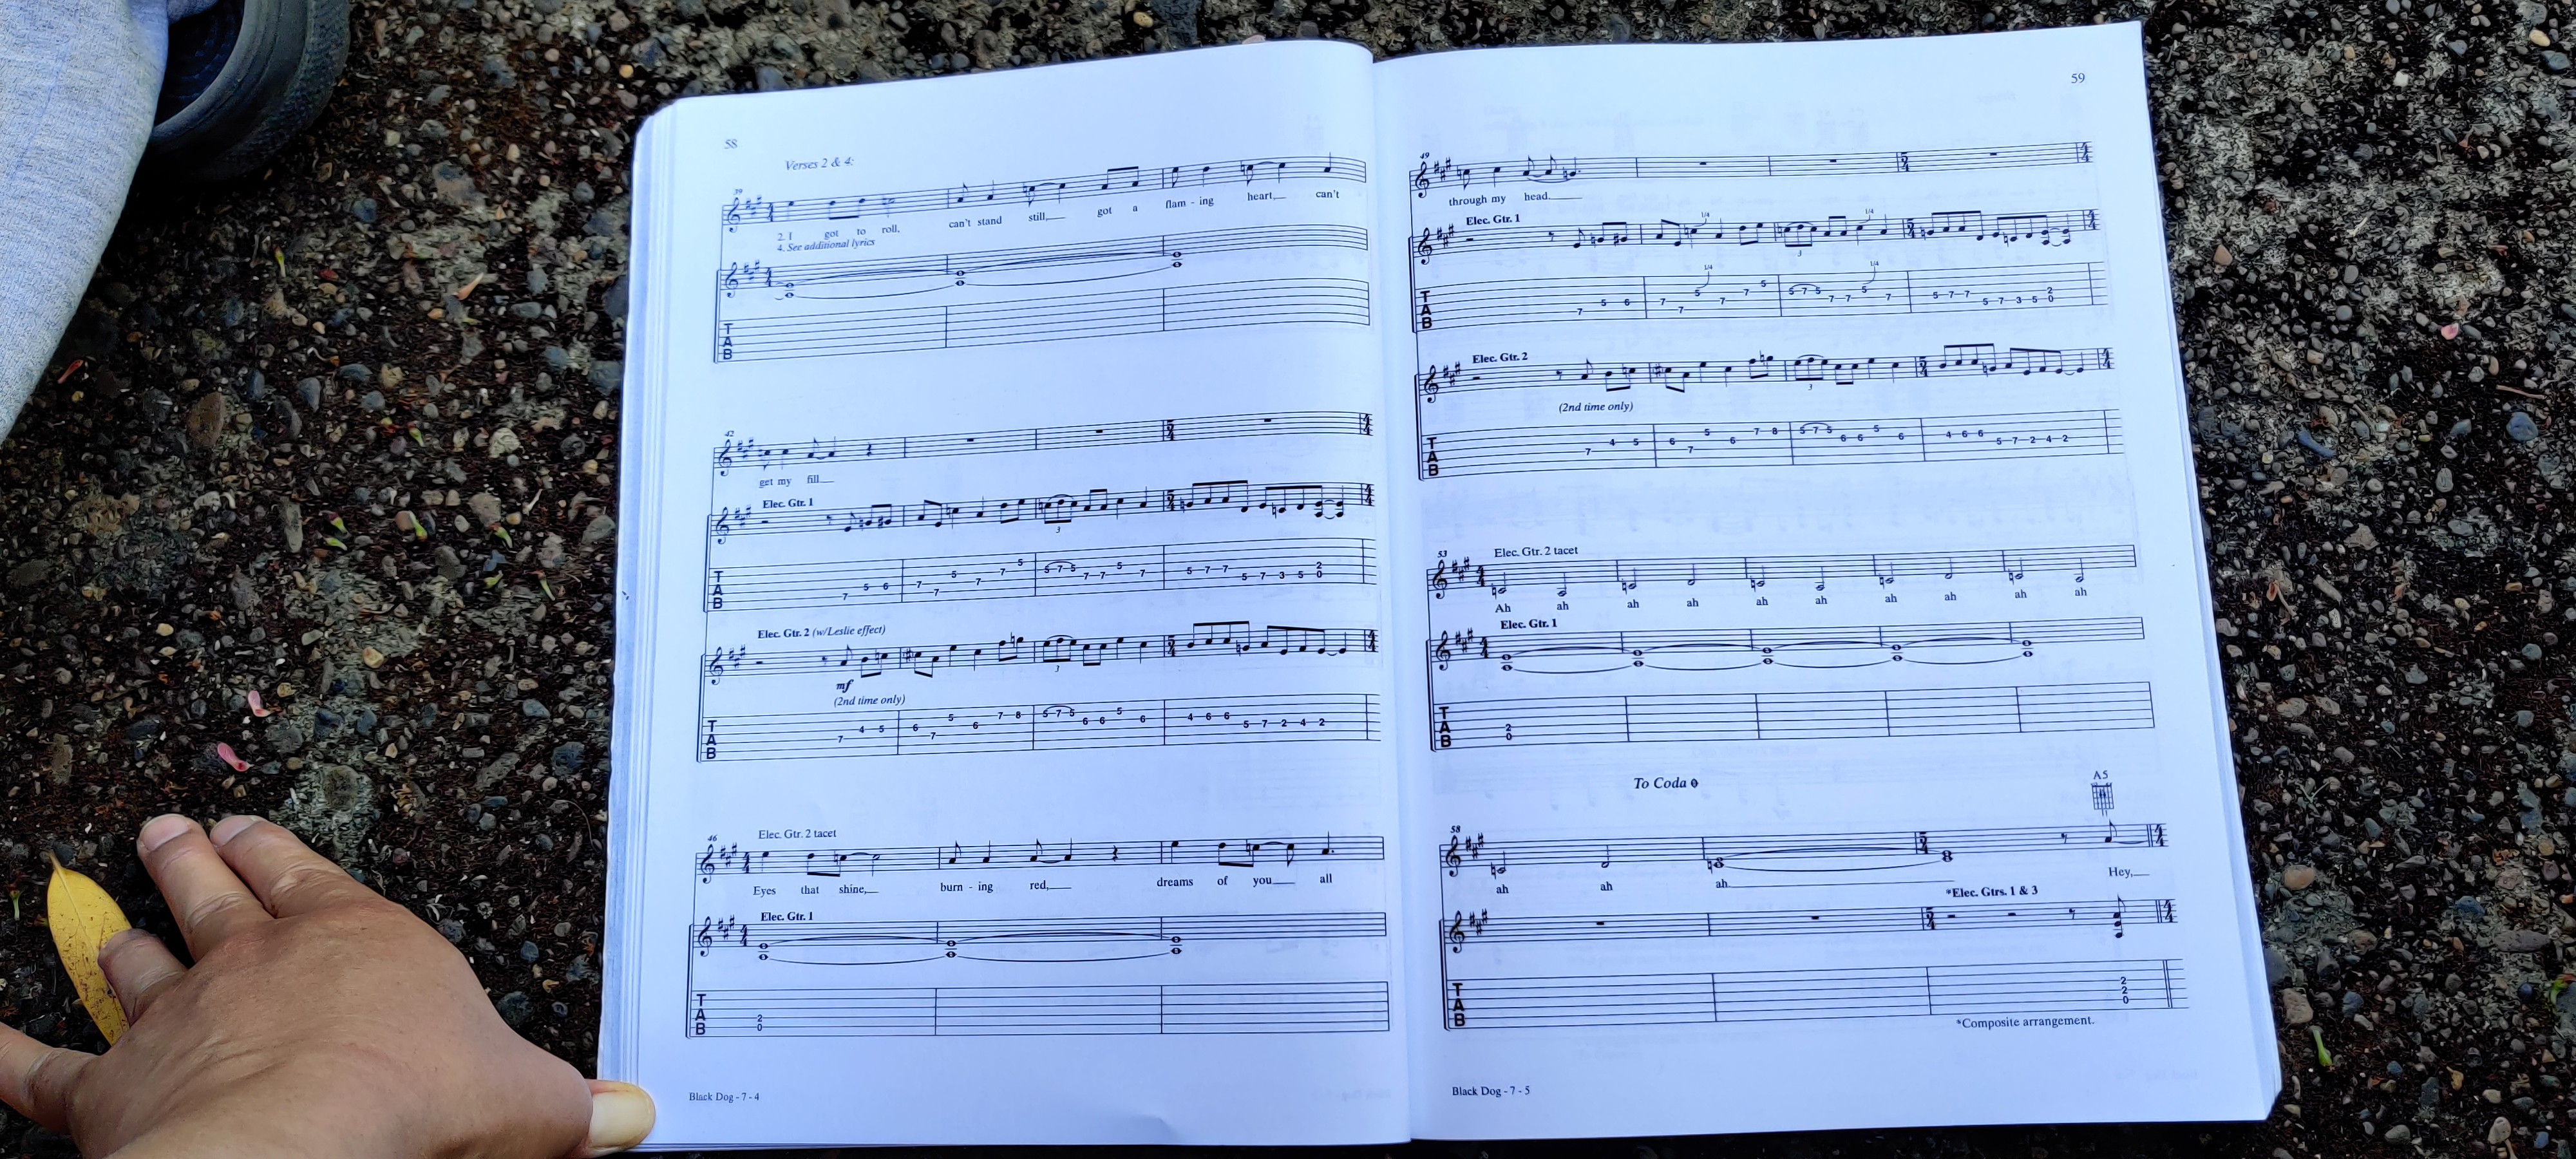 58
Verses 2 & 4:
39
2. I got to roll, can't stand still, got a flam - ing heart, can't
4. See additional lyrics
T
A
B
42
get my fill.
Elec. Gtr. 1
3
T
A
B
7 5 6 7 7 5 7 7 5 5 7 5 7 7 5 7 5 7 7 5 7 3 5 2
0
Elec. Gtr. 2 (w/Leslie effect)
mf
3
(2nd time only)
T
A
B
7 4 5 6 7 5 6 7 8 5 7 5 6 6 5 6 4 6 6 5 7 2 4 2
46
Elec. Gtr. 2 tacet
Eyes that shine, burn - ing red, dreams of you all
Elec. Gtr. 1
T
A
B
2
0
Black Dog - 7 - 4
59
49
through my head.
Elec. Gtr. 1
1/4
3
1/4
1/4
1/4
T
A
B
7 5 6 7 7 5 7 7 5 5 7 5 7 7 5 7 5 7 7 5 7 3 5 2
0
Elec. Gtr. 2
3
(2nd time only)
T
A
B
7 4 5 6 7 5 6 7 8 5 7 5 6 6 5 6 4 6 6 5 7 2 4 2
53
Elec. Gtr. 2 tacet
Ah ah ah ah ah ah ah ah ah ah
Elec. Gtr. 1
T
A
B
2
0
To Coda
A5
58
ah ah ah Hey,
*Elec. Gtrs. 1 & 3
T
A
B
2
2
0
*Composite arrangement.
Black Dog - 7 - 5